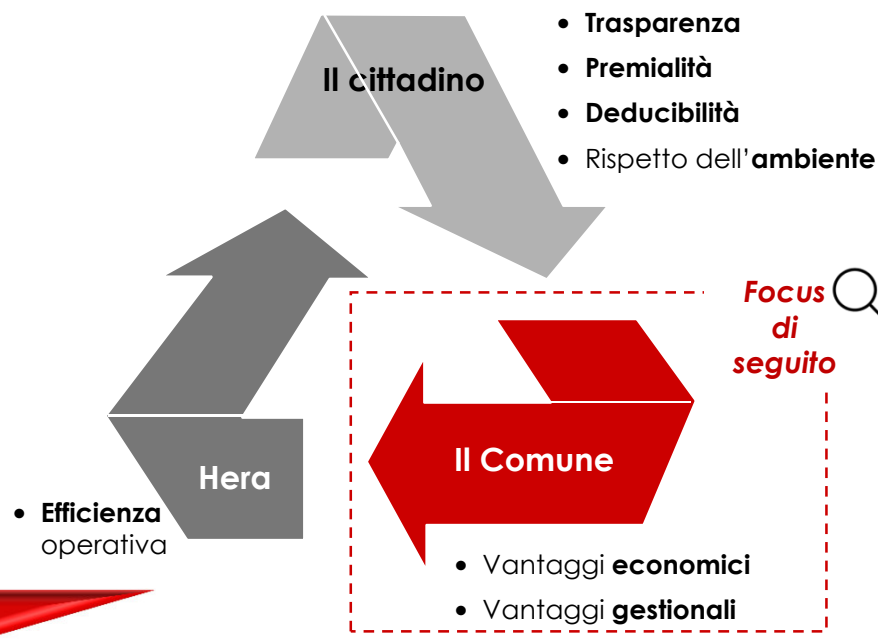 Il cittadino
• Trasparenza
• Premialità
• Deducibilità
• Rispetto dell'ambiente
Focus
di
seguito
Il Comune
• Vantaggi economici
• Vantaggi gestionali
Hera
• Efficienza
operativa